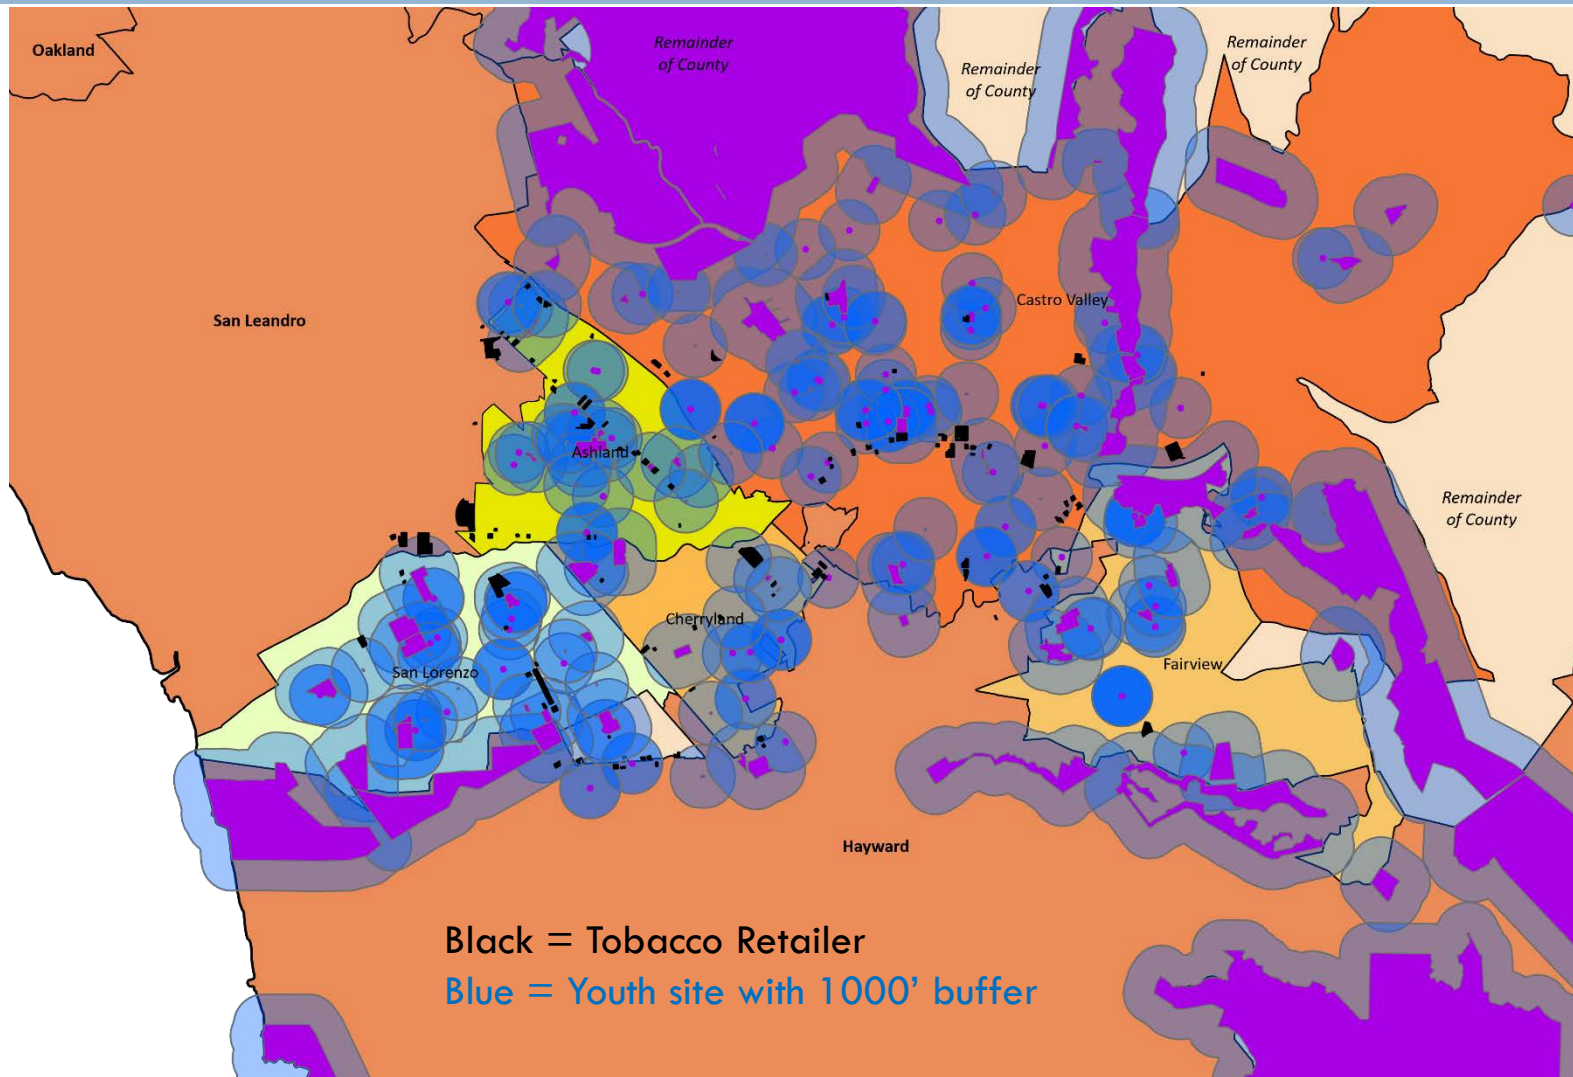 Oakland
Remainder
of County
Remainder
of County
Remainder
of County
Castro Valley
San Leandro
Ashland
Remainder
of County
Cherryland
San Lorenzo
Fairview
Hayward
Black = Tobacco Retailer
Blue = Youth site with 1000’ buffer